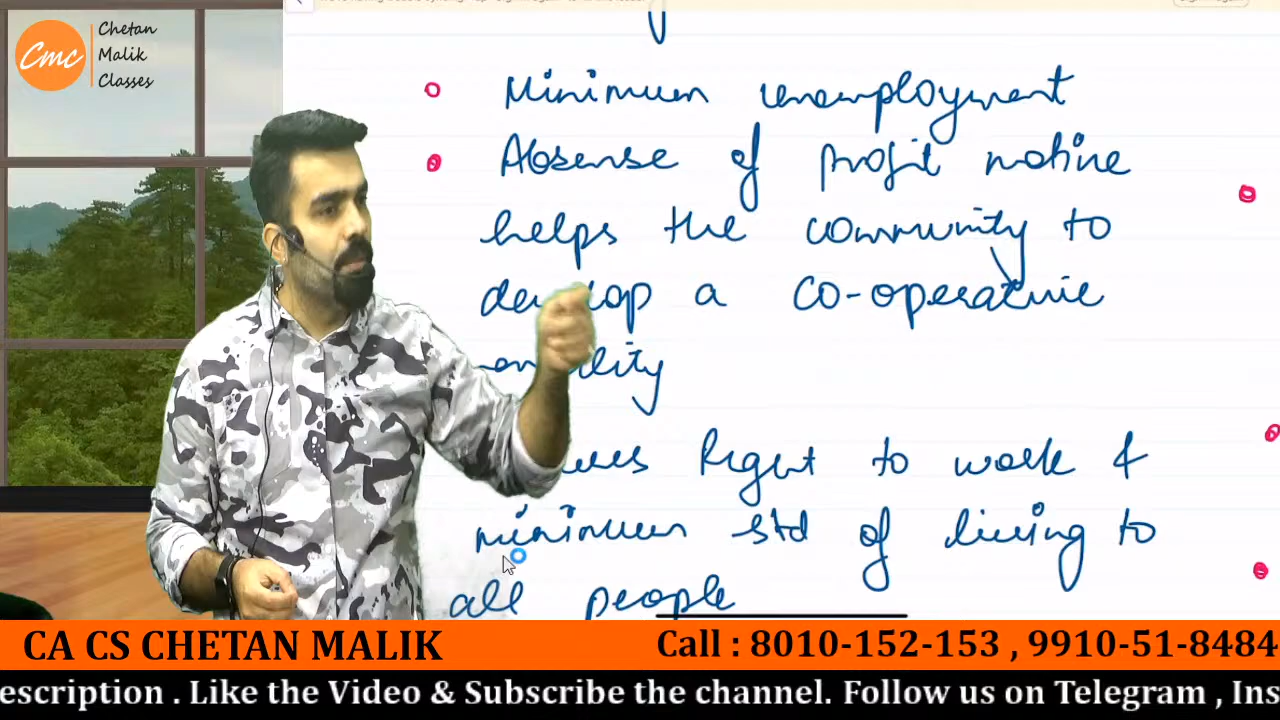 Cmc
Chetan
Malik
Classes
Minimum unemployment
Absense of profit motive
helps the community to
develop a co-operative
Right to work &
minimum std of living to
all people
CA CS CHETAN MALIK
Call : 8010-152-153 , 9910-51-8484
escription . Like the Video & Subscribe the channel. Follow us on Telegram , Ins